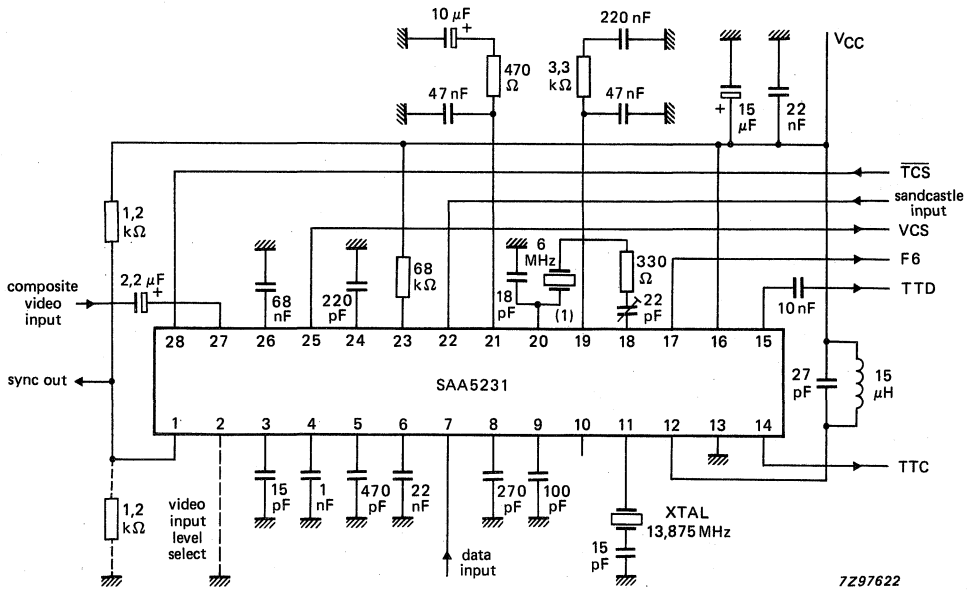 10 μF
+
220 nF
470
Ω
3,3
kΩ
47 nF
47 nF
+
15
μF
22
nF
VCC
TCS
sandcastle
input
VCS
F6
TTD
10 nF
1,2
kΩ
composite
video
input
2,2 μF
+
68
nF
220
pF
68
kΩ
18
pF
6
MHz
(1)
330
Ω
22
pF
28 27 26 25 24 23 22 21 20 19 18 17 16 15
SAA5231
sync out
27
pF
15
μH
1 2 3 4 5 6 7 8 9 10 11 12 13 14
TTC
1,2
kΩ
video
input
level
select
15
pF
1
nF
470
pF
22
nF
data
input
270
pF
100
pF
XTAL
13,875 MHz
15
pF
7Z97622